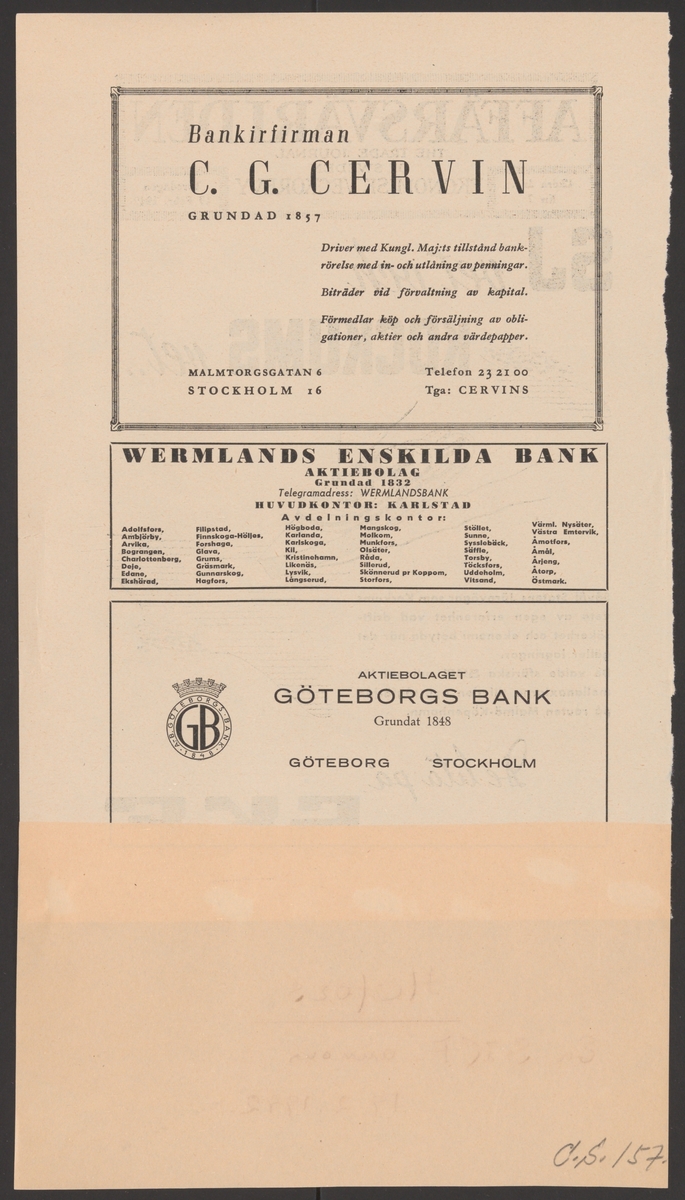 Bankirfirman
C. G. CERVIN
GRUNDAD 1857
Driver med Kungl. Maj:ts tillstånd bank-
rörelse med in- och utlåning av penningar.
Biträder vid förvaltning av kapital.
Förmedlar köp och försäljning av obli-
gationer, aktier och andra värdepapper.
MALMTORGSGATAN 6
STOCKHOLM 16
Telefon 23 21 00
Tga: CERVINS
WERMLANDS ENSKILDA BANK
AKTIEBOLAG
Grundad 1832
Telegramadress: WERMLANDSBANK
HUVUDKONTOR: KARLSTAD
Avdelningskontor:
Adolfsfors,
Ambjörby,
Arvika,
Bograngen,
Charlottenberg,
Deje,
Edane,
Ekshärad,
Filipstad,
Finnskoga-Höljes,
Forshaga,
Glava,
Grums,
Gräsmark,
Gunnarskog,
Hagfors,
Högboda,
Karlanda,
Karlskoga,
Kil,
Kristinehamn,
Likenäs,
Lysvik,
Långserud,
Mangskog,
Molkom,
Munkfors,
Olsäter,
Råda,
Sillerud,
Skönnerud pr Koppom,
Storfors,
Stöllet,
Sunne,
Sysslebäck,
Säffle,
Torsby,
Töcksfors,
Uddeholm,
Vitsand,
Värml. Nysäter,
Västra Emtervik,
Åmotfors,
Åmål,
Årjeng,
Åtorp,
Östmark.
AKTIEBOLAGET
GÖTEBORGS BANK
Grundat 1848
GÖTEBORG STOCKHOLM
A.B. GÖTEBORGS-BANK 1848
GB
C.S. 157.